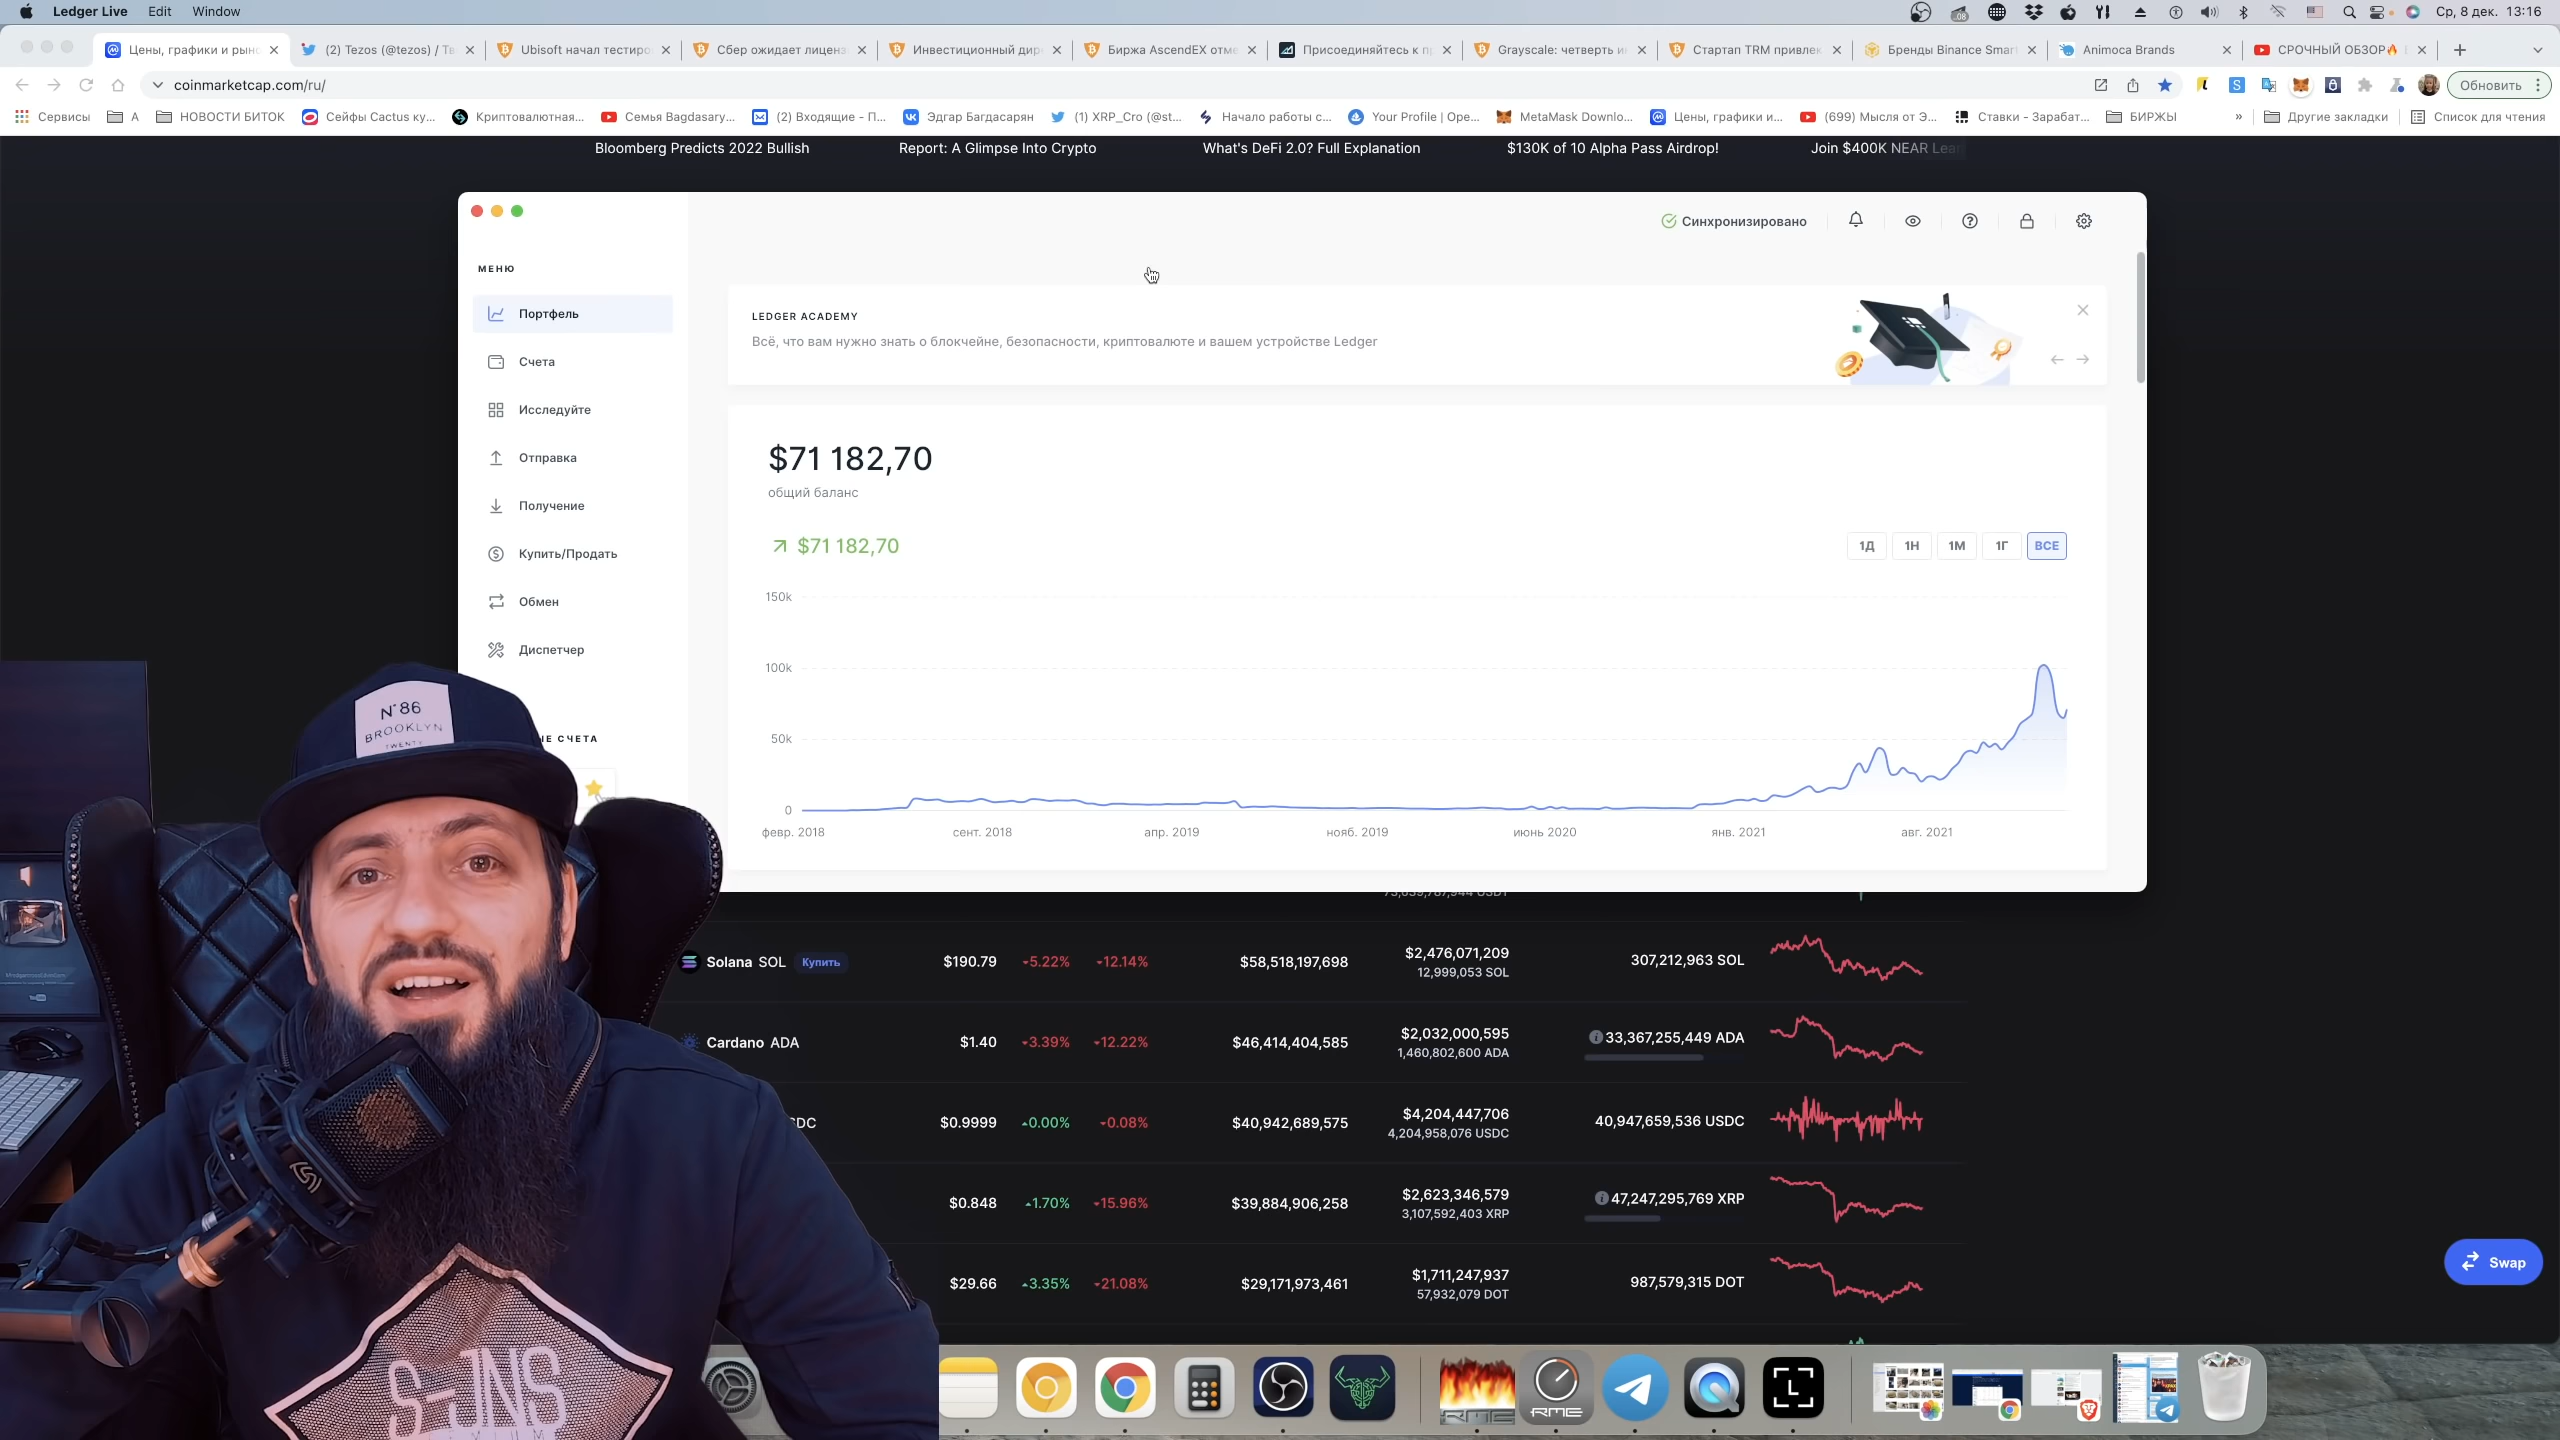 Ledger Live Edit Window
Ср, 8 дек. 13:16
(2) Tezos (@tezos) / Тв
Ubisoft начал тестиро
Сбер ожидает лиценз
Инвестиционный дир
Биржа AscendEX отме
Присоединяйтесь к п
Grayscale: четверть и
Стартап TRM привлек
Бренды Binance Smar
Animoca Brands
СРОЧНЫЙ ОБЗОР
Цены, графики и рын
coinmarketcap.com/ru/
Обновить
Сервисы
А
НОВОСТИ БИТОК
Сейфы Cactus ку...
Криптовалютная...
Семья Bagdasary...
(2) Входящие - П...
Эдгар Багдасарян
(1) XRP_Cro (@st...
Начало работы с...
Your Profile | Ope...
MetaMask Downlo...
Цены, графики и...
(699) Мысля от Э...
Ставки - Зарабат...
БИРЖЫ
»
Другие закладки
Список для чтения
Bloomberg Predicts 2022 Bullish
Report: A Glimpse Into Crypto
What's DeFi 2.0? Full Explanation
$130K of 10 Alpha Pass Airdrop!
Join $400K NEAR Lear
Синхронизировано
МЕНЮ
Портфель
Счета
Исследуйте
Отправка
Получение
Купить/Продать
Обмен
Диспетчер
ЫЕ СЧЕТА
LEDGER ACADEMY
Всё, что вам нужно знать о блокчейне, безопасности, криптовалюте и вашем устройстве Ledger
$71 182,70
общий баланс
$71 182,70
1Д 1Н 1М 1Г ВСЕ
150k
100k
50k
0
февр. 2018 сент. 2018 апр. 2019 нояб. 2019 июнь 2020 янв. 2021 авг. 2021
Solana SOL Купить $190.79 5.22% 12.14% $58,518,197,698 $2,476,071,209 307,212,963 SOL
12,999,053 SOL
Cardano ADA $1.40 3.39% 12.22% $46,414,404,585 $2,032,000,595 33,367,255,449 ADA
1,460,802,600 ADA
DC $0.9999 0.00% 0.08% $40,942,689,575 $4,204,447,706 40,947,659,536 USDC
4,204,958,076 USDC
$0.848 1.70% 15.96% $39,884,906,258 $2,623,346,579 47,247,295,769 XRP
3,107,592,403 XRP
$29.66 3.35% 21.08% $29,171,973,461 $1,711,247,937 987,579,315 DOT
57,932,079 DOT
Swap
N°86
BROOKLYN
TWENTY
S-JNS
RME
RME
L